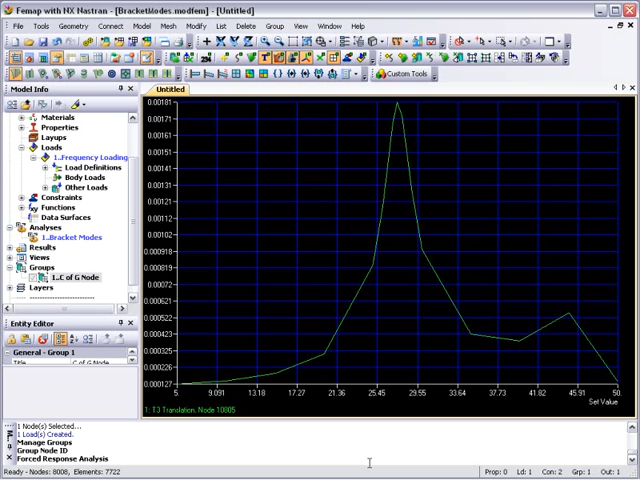 Femap with NX Nastran - [BracketModes.modfem] - [Untitled]
File Tools Geometry Connect Model Mesh Modify List Delete Group View Window Help
Custom Tools
Model Info
Untitled
Materials
Properties
Layups
Loads
1..Frequency Loading
Load Definitions
Body Loads
Other Loads
Constraints
Functions
Data Surfaces
Analyses
1..Bracket Modes
Results
Views
Groups
1..C of G Node
Layers
Entity Editor
General - Group 1
Title C of G Node
0.00181
0.00171
0.00161
0.00151
0.00141
0.00131
0.00121
0.00112
0.00102
0.000918
0.000819
0.00072
0.000621
0.000522
0.000423
0.000325
0.000226
0.000127
5. 9.091 13.18 17.27 21.36 25.45 29.55 33.64 37.73 41.82 45.91 50.
Set Value
1: T3 Translation, Node 10805
1 Node(s) Selected...
1 Load(s) Created.
Manage Groups
Group Node ID
Forced Response Analysis
Ready - Nodes: 8008, Elements: 7722
Prop: 0 Ld: 1 Con: 2 Grp: 1 Out: 1